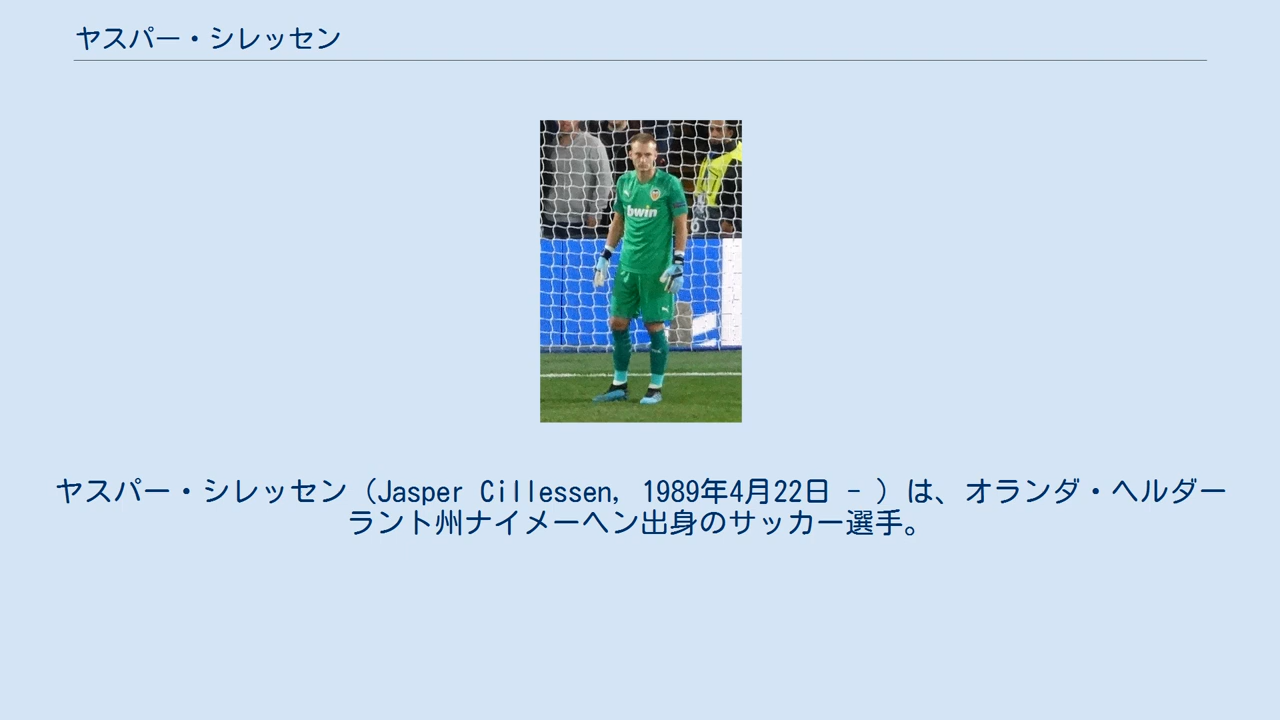 ヤスパー・シレッセン
bwin
ヤスパー・シレッセン（Jasper Cillessen, 1989年4月22日 - ）は、オランダ・ヘルダー
ラント州ナイメーヘン出身のサッカー選手。